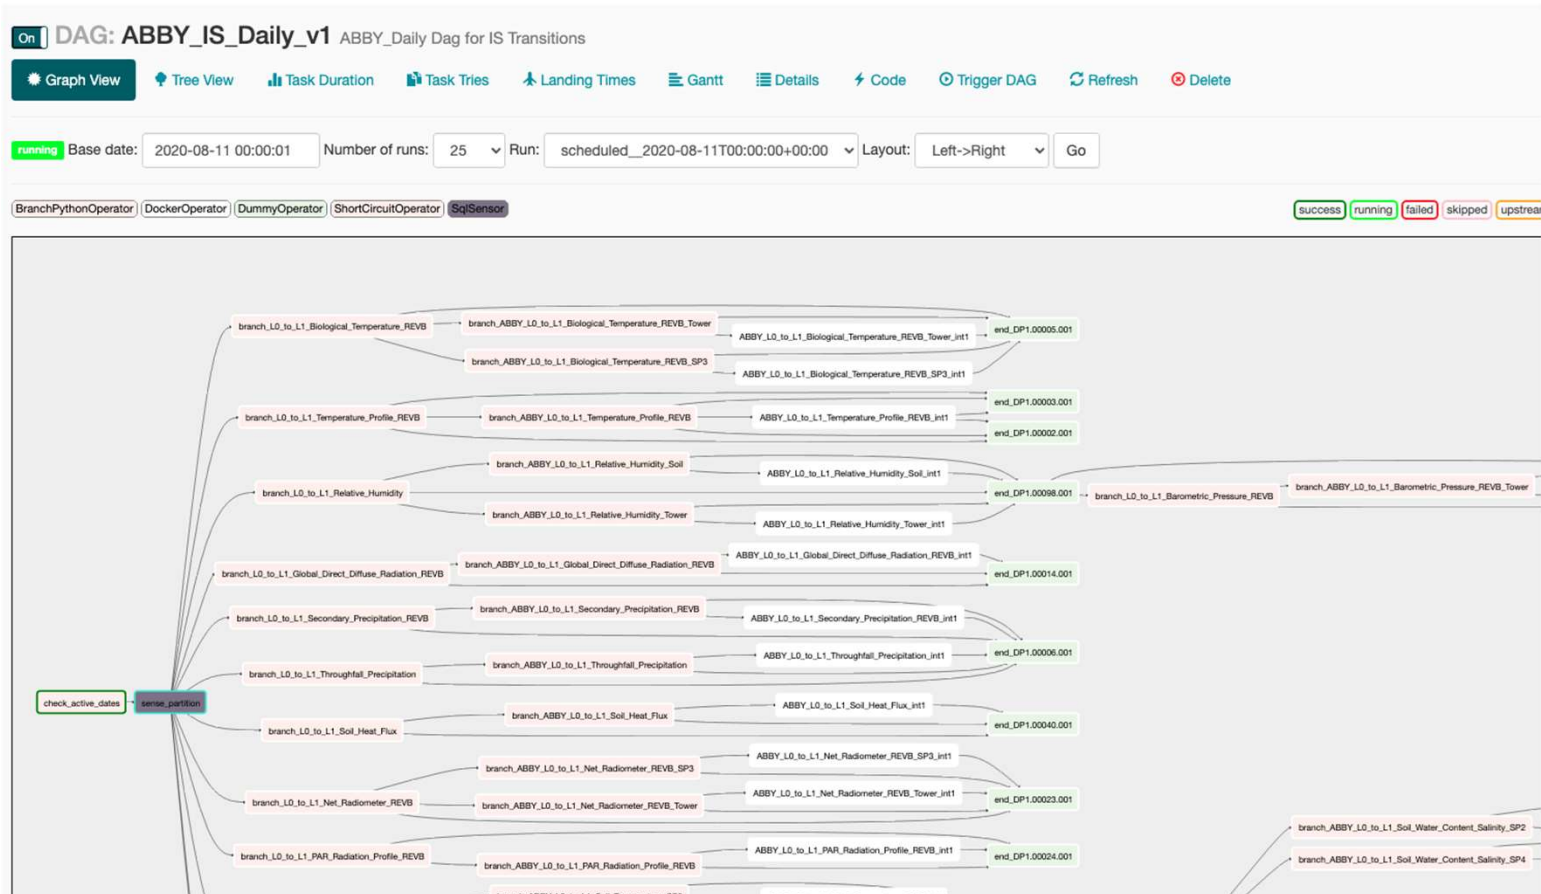 On DAG: ABBY_IS_Daily_v1 ABBY_Daily Dag for IS Transitions
Graph View Tree View Task Duration Task Tries Landing Times Gantt Details Code Trigger DAG Refresh Delete
running Base date: 2020-08-11 00:00:01 Number of runs: 25 Run: scheduled__2020-08-11T00:00:00+00:00 Layout: Left->Right Go
BranchPythonOperator DockerOperator DummyOperator ShortCircuitOperator SqlSensor success running failed skipped upstrea
branch_L0_to_L1_Biological_Temperature_REVB
branch_ABBY_L0_to_L1_Biological_Temperature_REVB_Tower
ABBY_L0_to_L1_Biological_Temperature_REVB_Tower_int1
end_DP1.00005.001
branch_ABBY_L0_to_L1_Biological_Temperature_REVB_SP3
ABBY_L0_to_L1_Biological_Temperature_REVB_SP3_int1
branch_L0_to_L1_Temperature_Profile_REVB
branch_ABBY_L0_to_L1_Temperature_Profile_REVB
ABBY_L0_to_L1_Temperature_Profile_REVB_int1
end_DP1.00003.001
end_DP1.00002.001
branch_L0_to_L1_Relative_Humidity
branch_ABBY_L0_to_L1_Relative_Humidity_Soil
ABBY_L0_to_L1_Relative_Humidity_Soil_int1
end_DP1.00098.001
branch_L0_to_L1_Barometric_Pressure_REVB
branch_ABBY_L0_to_L1_Barometric_Pressure_REVB_Tower
branch_ABBY_L0_to_L1_Relative_Humidity_Tower
ABBY_L0_to_L1_Relative_Humidity_Tower_int1
branch_L0_to_L1_Global_Direct_Diffuse_Radiation_REVB
branch_ABBY_L0_to_L1_Global_Direct_Diffuse_Radiation_REVB
ABBY_L0_to_L1_Global_Direct_Diffuse_Radiation_REVB_int1
end_DP1.00014.001
branch_L0_to_L1_Secondary_Precipitation_REVB
branch_ABBY_L0_to_L1_Secondary_Precipitation_REVB
ABBY_L0_to_L1_Secondary_Precipitation_REVB_int1
end_DP1.00006.001
branch_L0_to_L1_Throughfall_Precipitation
branch_ABBY_L0_to_L1_Throughfall_Precipitation
ABBY_L0_to_L1_Throughfall_Precipitation_int1
check_active_dates
sense_partition
branch_L0_to_L1_Soil_Heat_Flux
branch_ABBY_L0_to_L1_Soil_Heat_Flux
ABBY_L0_to_L1_Soil_Heat_Flux_int1
end_DP1.00040.001
branch_L0_to_L1_Net_Radiometer_REVB
branch_ABBY_L0_to_L1_Net_Radiometer_REVB_SP3
ABBY_L0_to_L1_Net_Radiometer_REVB_SP3_int1
branch_ABBY_L0_to_L1_Net_Radiometer_REVB_Tower
ABBY_L0_to_L1_Net_Radiometer_REVB_Tower_int1
end_DP1.00023.001
branch_L0_to_L1_PAR_Radiation_Profile_REVB
branch_ABBY_L0_to_L1_PAR_Radiation_Profile_REVB
ABBY_L0_to_L1_PAR_Radiation_Profile_REVB_int1
end_DP1.00024.001
branch_ABBY_L0_to_L1_Soil_Water_Content_Salinity_SP2
branch_ABBY_L0_to_L1_Soil_Water_Content_Salinity_SP4